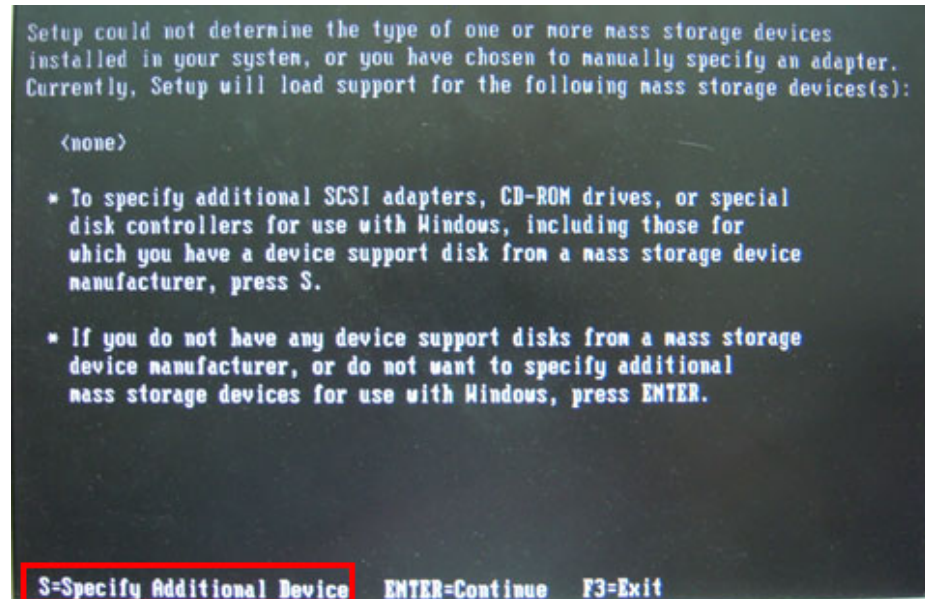 Setup could not determine the type of one or more mass storage devices
installed in your system, or you have chosen to manually specify an adapter.
Currently, Setup will load support for the following mass storage devices(s):
<none>
* To specify additional SCSI adapters, CD-ROM drives, or special
disk controllers for use with Windows, including those for
which you have a device support disk from a mass storage device
manufacturer, press S.
* If you do not have any device support disks from a mass storage
device manufacturer, or do not want to specify additional
mass storage devices for use with Windows, press ENTER.
S=Specify Additional Device ENTER=Continue F3=Exit